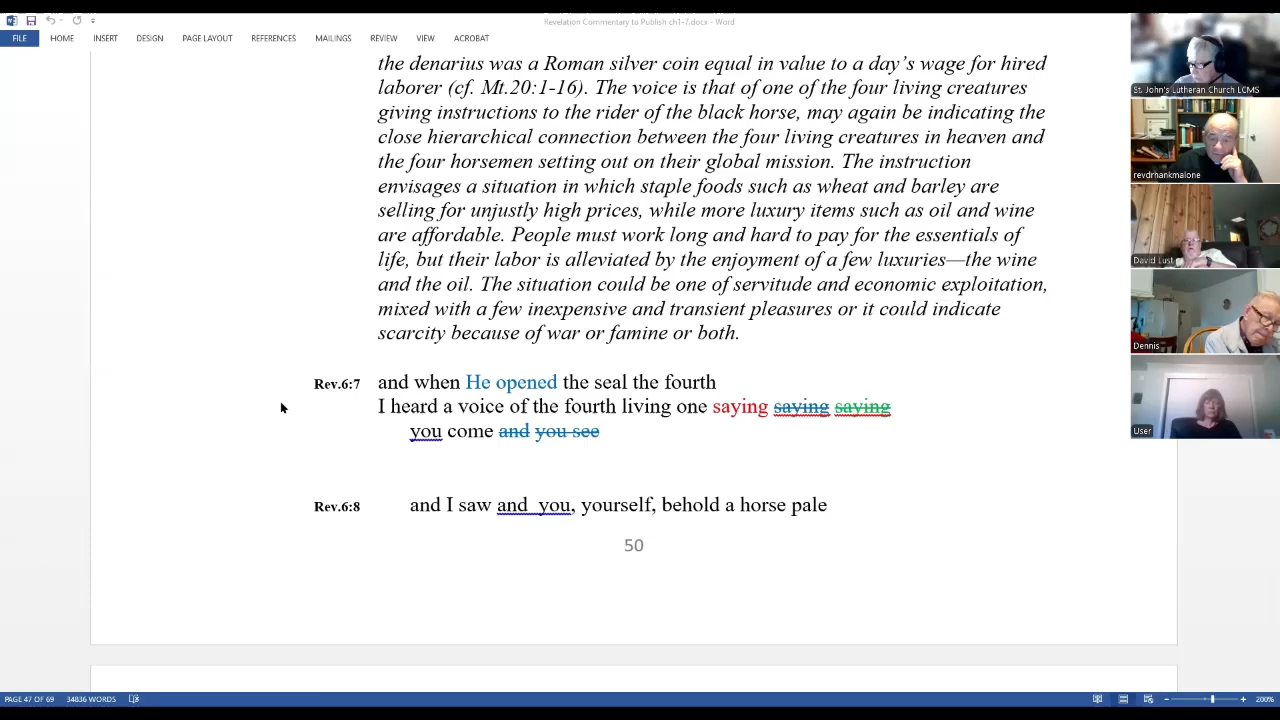 Revelation Commentary to Publish ch1-7.docx - Word
FILE HOME INSERT DESIGN PAGE LAYOUT REFERENCES MAILINGS REVIEW VIEW ACROBAT
the denarius was a Roman silver coin equal in value to a day’s wage for hired
laborer (cf. Mt.20:1-16). The voice is that of one of the four living creatures
giving instructions to the rider of the black horse, may again be indicating the
close hierarchical connection between the four living creatures in heaven and
the four horsemen setting out on their global mission. The instruction
envisages a situation in which staple foods such as wheat and barley are
selling for unjustly high prices, while more luxury items such as oil and wine
are affordable. People must work long and hard to pay for the essentials of
life, but their labor is alleviated by the enjoyment of a few luxuries—the wine
and the oil. The situation could be one of servitude and economic exploitation,
mixed with a few inexpensive and transient pleasures or it could indicate
scarcity because of war or famine or both.
Rev.6:7 and when He opened the seal the fourth
I heard a voice of the fourth living one saying saying saying
you come and you see
Rev.6:8 and I saw and you, yourself, behold a horse pale
50
PAGE 47 OF 69 34836 WORDS
200%
St. John's Lutheran Church LCMS
revdrhankmalone
David Lust
Dennis
User